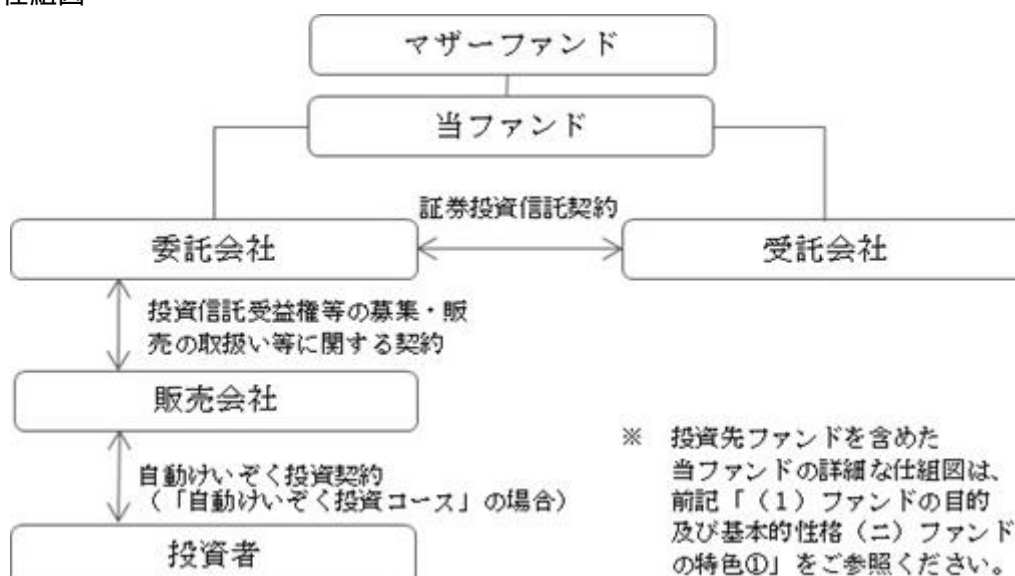 マザーファンド
当ファンド
証券投資信託契約
委託会社
受託会社
投資信託受益権等の募集・販
売の取扱い等に関する契約
販売会社
自動けいぞく投資契約
（「自動けいぞく投資コース」の場合）
投資者
※ 投資先ファンドを含めた
当ファンドの詳細な仕組図は、
前記「（１）ファンドの目的
及び基本的性格（ニ）ファンド
の特色①」をご参照ください。